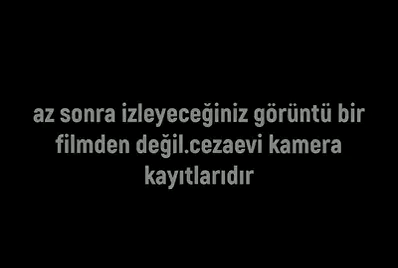 az sonra izleyeceğiniz görüntü bir
filmden değil.cezaevi kamera
kayıtlarıdır